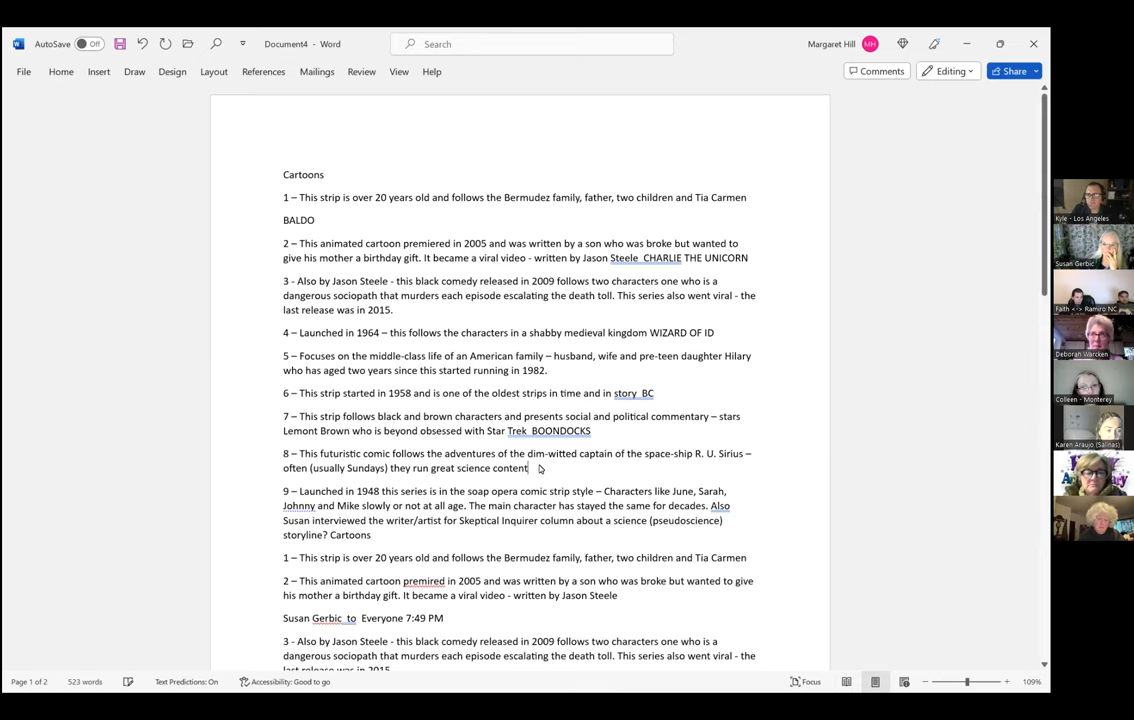 AutoSave Off Document4 - Word Search Margaret Hill MH
File Home Insert Draw Design Layout References Mailings Review View Help Comments Editing Share
Cartoons
1 – This strip is over 20 years old and follows the Bermudez family, father, two children and Tia Carmen
BALDO
2 – This animated cartoon premiered in 2005 and was written by a son who was broke but wanted to
give his mother a birthday gift. It became a viral video - written by Jason Steele CHARLIE THE UNICORN
3 - Also by Jason Steele - this black comedy released in 2009 follows two characters one who is a
dangerous sociopath that murders each episode escalating the death toll. This series also went viral - the
last release was in 2015.
4 – Launched in 1964 – this follows the characters in a shabby medieval kingdom WIZARD OF ID
5 – Focuses on the middle-class life of an American family – husband, wife and pre-teen daughter Hilary
who has aged two years since this started running in 1982.
6 – This strip started in 1958 and is one of the oldest strips in time and in story BC
7 – This strip follows black and brown characters and presents social and political commentary – stars
Lemont Brown who is beyond obsessed with Star Trek BOONDOCKS
8 – This futuristic comic follows the adventures of the dim-witted captain of the space-ship R. U. Sirius –
often (usually Sundays) they run great science content
9 – Launched in 1948 this series is in the soap opera comic strip style – Characters like June, Sarah,
Johnny and Mike slowly or not at all age. The main character has stayed the same for decades. Also
Susan interviewed the writer/artist for Skeptical Inquirer column about a science (pseudoscience)
storyline? Cartoons
1 – This strip is over 20 years old and follows the Bermudez family, father, two children and Tia Carmen
2 – This animated cartoon premired in 2005 and was written by a son who was broke but wanted to give
his mother a birthday gift. It became a viral video - written by Jason Steele
Susan Gerbic to Everyone 7:49 PM
3 - Also by Jason Steele - this black comedy released in 2009 follows two characters one who is a
dangerous sociopath that murders each episode escalating the death toll. This series also went viral - the
last release was in 2015.
Page 1 of 2 523 words Text Predictions: On Accessibility: Good to go Focus 109%
Kyle - Los Angeles
Susan Gerbic
Faith <-> Ramiro NC
Deborah Warcken
Colleen - Monterey
Karen Araujo (Salinas)